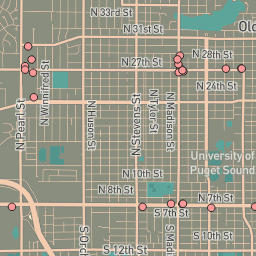 N 33rd St
N 31st St
Old
N 28th St
N 27th St
N 24th St
N Pearl St
N Winnifred St
N Huson St
N Stevens St
N Tyler St
N Madison St
University of
Puget Sound
N 10th St
N 8th St
N 7th St
S 7th St
S 10th St
S 12th St
S Orc
S Mad